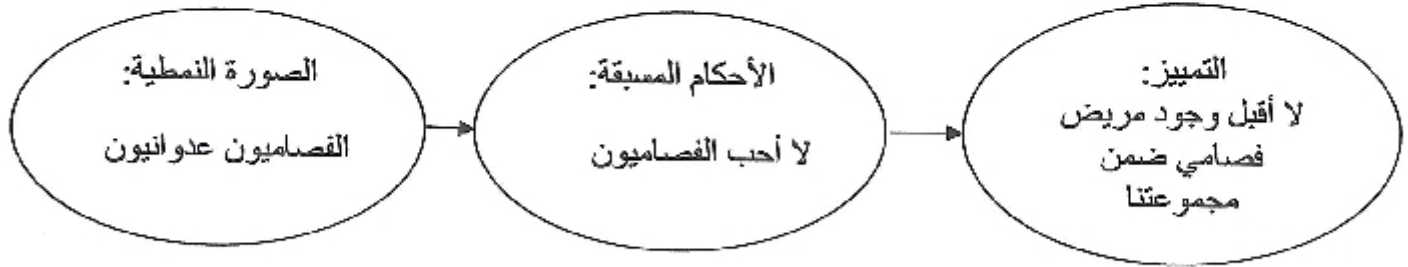 الصورة النمطية:
الفصاميون عدوانيون
الأحكام المسبقة:
لا أحب الفصاميون
التمييز:
لا أقبل وجود مريض
فصامي ضمن
مجموعتنا